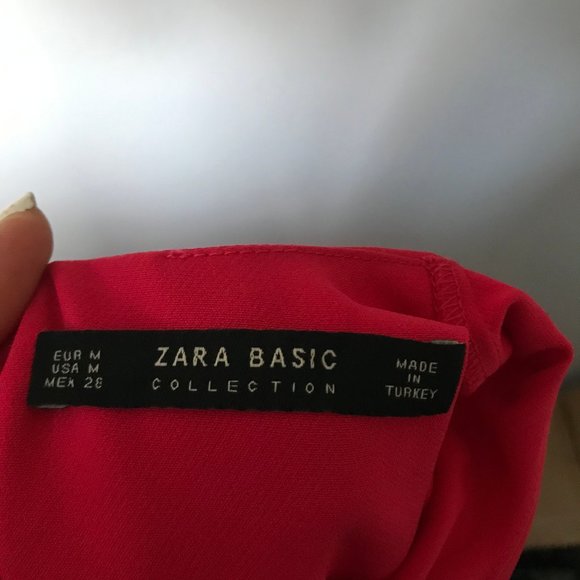 EUR M
USA M
MEX 28
ZARA BASIC
COLLECTION
MADE
IN
TURKEY